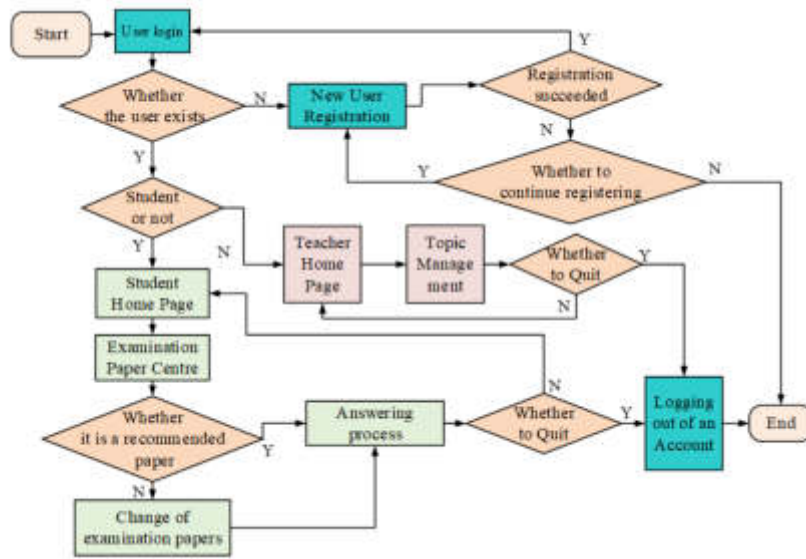 Start
User login
Y
Whether
the user exists
N
New User
Registration
Registration
succeeded
N
Y
Y
Whether to
continue registering
N
Student
or not
Y
N
Teacher
Home
Page
Topic
Manage
ment
Whether
to Quit
Y
N
Student
Home Page
Examination
Paper Centre
N
Whether
it is a recommended
paper
Y
Answering
process
Whether
to Quit
Y
Logging
out of an
Account
End
N
Change of
examination papers